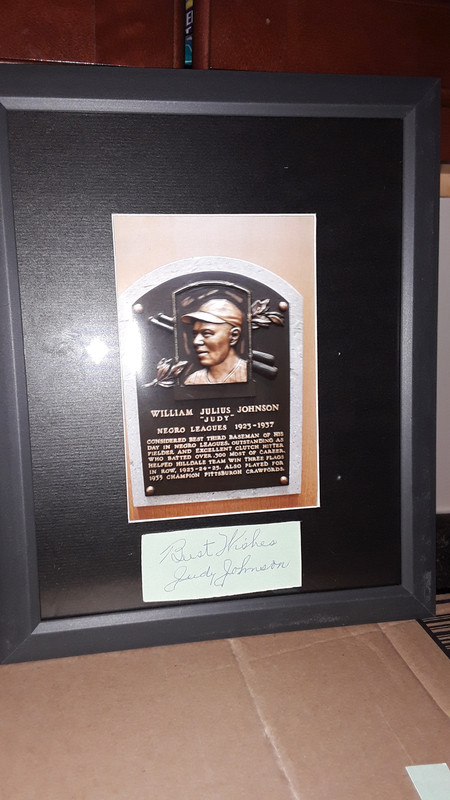 WILLIAM JULIUS JOHNSON
"JUDY"
NEGRO LEAGUES 1923-1937
CONSIDERED BEST THIRD BASEMAN OF HIS
DAY IN NEGRO LEAGUES. OUTSTANDING AS
FIELDER AND EXCELLENT CLUTCH HITTER
WHO BATTED OVER .300 MOST OF CAREER.
HELPED HILLDALE TEAM WIN THREE FLAGS
IN ROW, 1923-24-25. ALSO PLAYED FOR
1935 CHAMPION PITTSBURGH CRAWFORDS.
Best Wishes
Judy Johnson